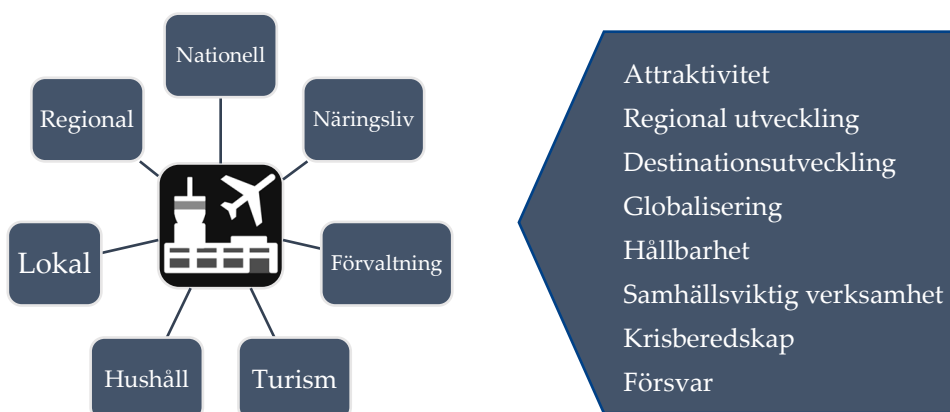 Nationell
Regional
Näringsliv
Lokal
Förvaltning
Hushåll
Turism
Attraktivitet
Regional utveckling
Destinationsutveckling
Globalisering
Hållbarhet
Samhällsviktig verksamhet
Krisberedskap
Försvar